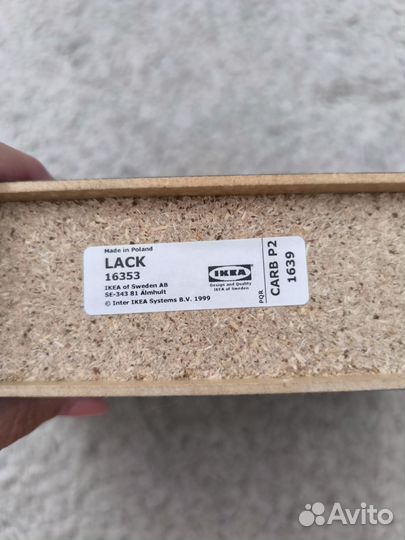 Made in Poland
LACK
16353
IKEA of Sweden AB
SE-343 81 Älmhult
© Inter IKEA Systems B.V. 1999
IKEA
Design and Quality
IKEA of Sweden
PQR
CARB P2
1639
Avito